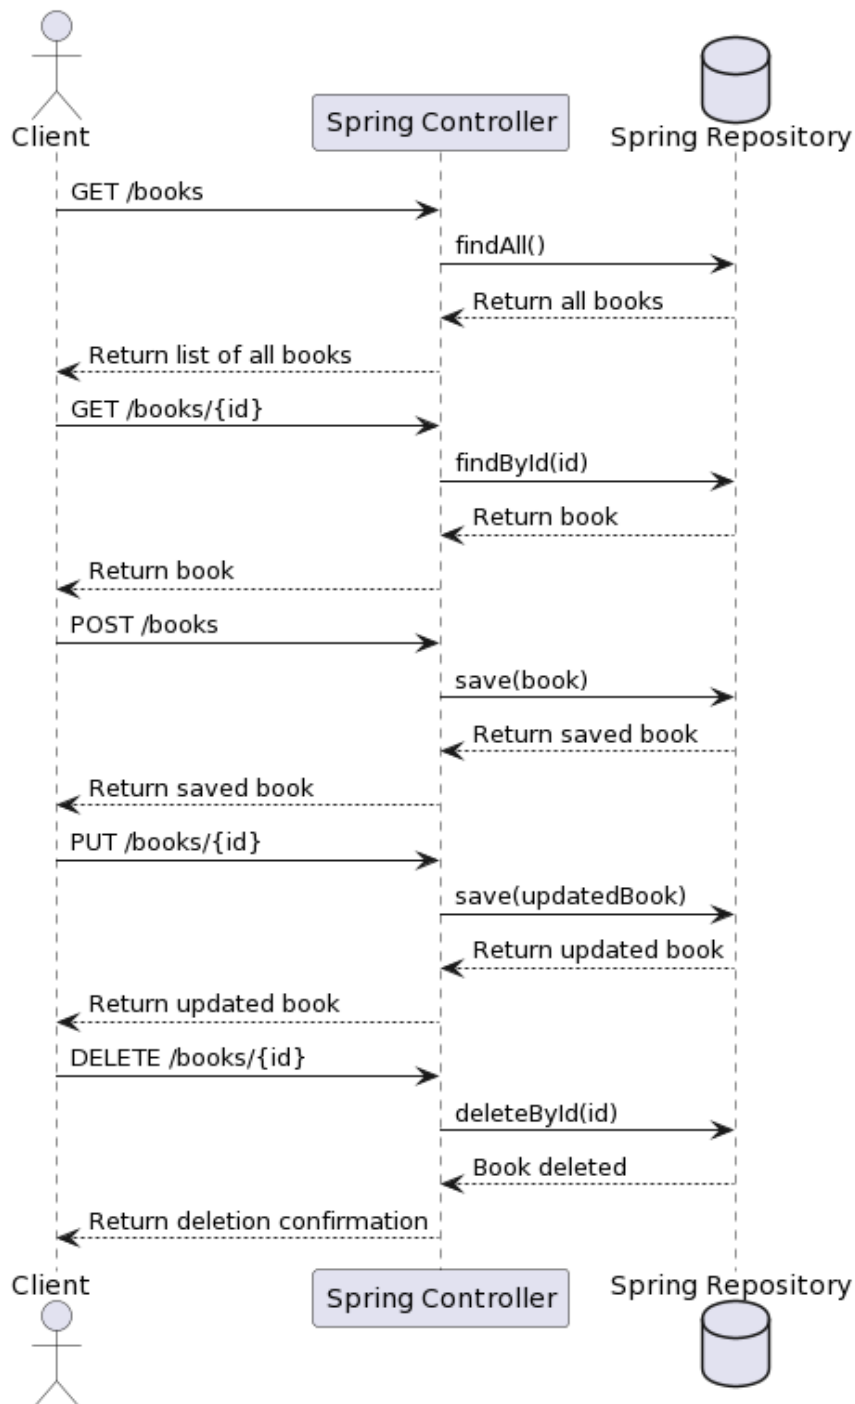 Client
Spring Controller
Spring Repository
GET /books
findAll()
Return all books
Return list of all books
GET /books/{id}
findById(id)
Return book
Return book
POST /books
save(book)
Return saved book
Return saved book
PUT /books/{id}
save(updatedBook)
Return updated book
Return updated book
DELETE /books/{id}
deleteById(id)
Book deleted
Return deletion confirmation
Client
Spring Controller
Spring Repository